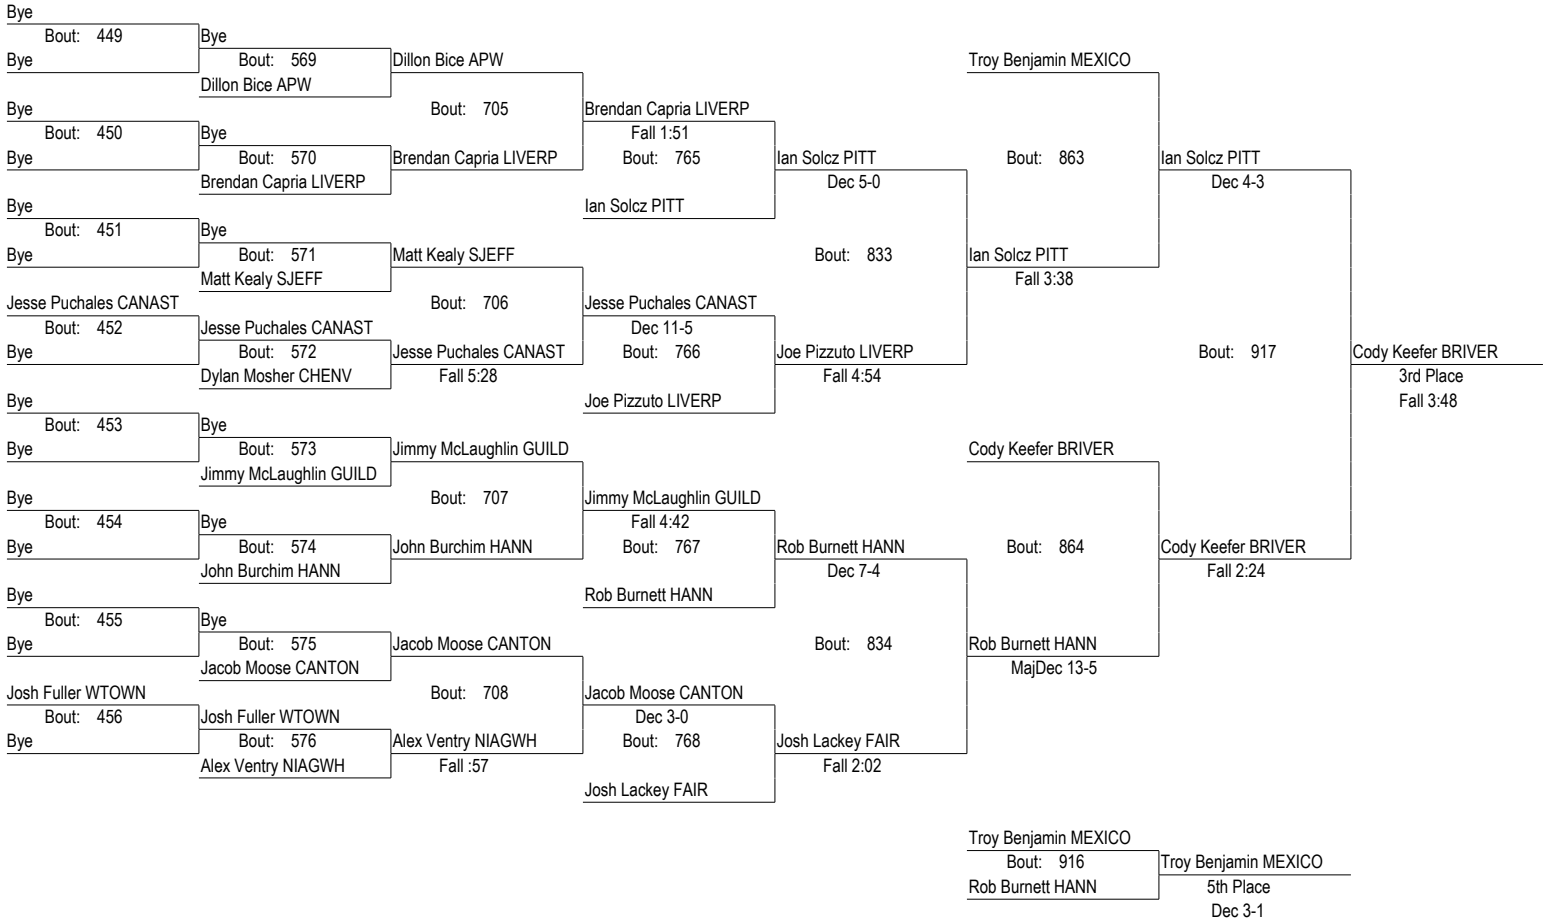 Bye
Bout: 449
Bye
Bye
Bout: 569
Dillon Bice APW
Dillon Bice APW
Troy Benjamin MEXICO
Bye
Bout: 450
Bye
Bye
Bout: 570
Brendan Capria LIVERP
Bout: 705
Brendan Capria LIVERP
Brendan Capria LIVERP
Fall 1:51
Bout: 765
Ian Solcz PITT
Ian Solcz PITT
Dec 5-0
Bout: 863
Ian Solcz PITT
Dec 4-3
Bye
Bout: 451
Bye
Bye
Bout: 571
Matt Kealy SJEFF
Matt Kealy SJEFF
Bout: 833
Ian Solcz PITT
Fall 3:38
Jesse Puchales CANAST
Bout: 452
Bye
Jesse Puchales CANAST
Bout: 572
Dylan Mosher CHENV
Bout: 706
Jesse Puchales CANAST
Fall 5:28
Jesse Puchales CANAST
Dec 11-5
Bout: 766
Joe Pizzuto LIVERP
Joe Pizzuto LIVERP
Fall 4:54
Bout: 917
Cody Keefer BRIVER
3rd Place
Fall 3:48
Bye
Bout: 453
Bye
Bye
Bout: 573
Jimmy McLaughlin GUILD
Jimmy McLaughlin GUILD
Cody Keefer BRIVER
Bye
Bout: 454
Bye
Bye
Bout: 574
John Burchim HANN
Bout: 707
John Burchim HANN
Jimmy McLaughlin GUILD
Fall 4:42
Bout: 767
Rob Burnett HANN
Rob Burnett HANN
Dec 7-4
Bout: 864
Cody Keefer BRIVER
Fall 2:24
Bye
Bout: 455
Bye
Bye
Bout: 575
Jacob Moose CANTON
Jacob Moose CANTON
Bout: 834
Rob Burnett HANN
MajDec 13-5
Josh Fuller WTOWN
Bout: 456
Bye
Josh Fuller WTOWN
Bout: 576
Alex Ventry NIAGWH
Bout: 708
Alex Ventry NIAGWH
Fall :57
Jacob Moose CANTON
Dec 3-0
Bout: 768
Josh Lackey FAIR
Josh Lackey FAIR
Fall 2:02
Troy Benjamin MEXICO
Bout: 916
Rob Burnett HANN
Troy Benjamin MEXICO
5th Place
Dec 3-1